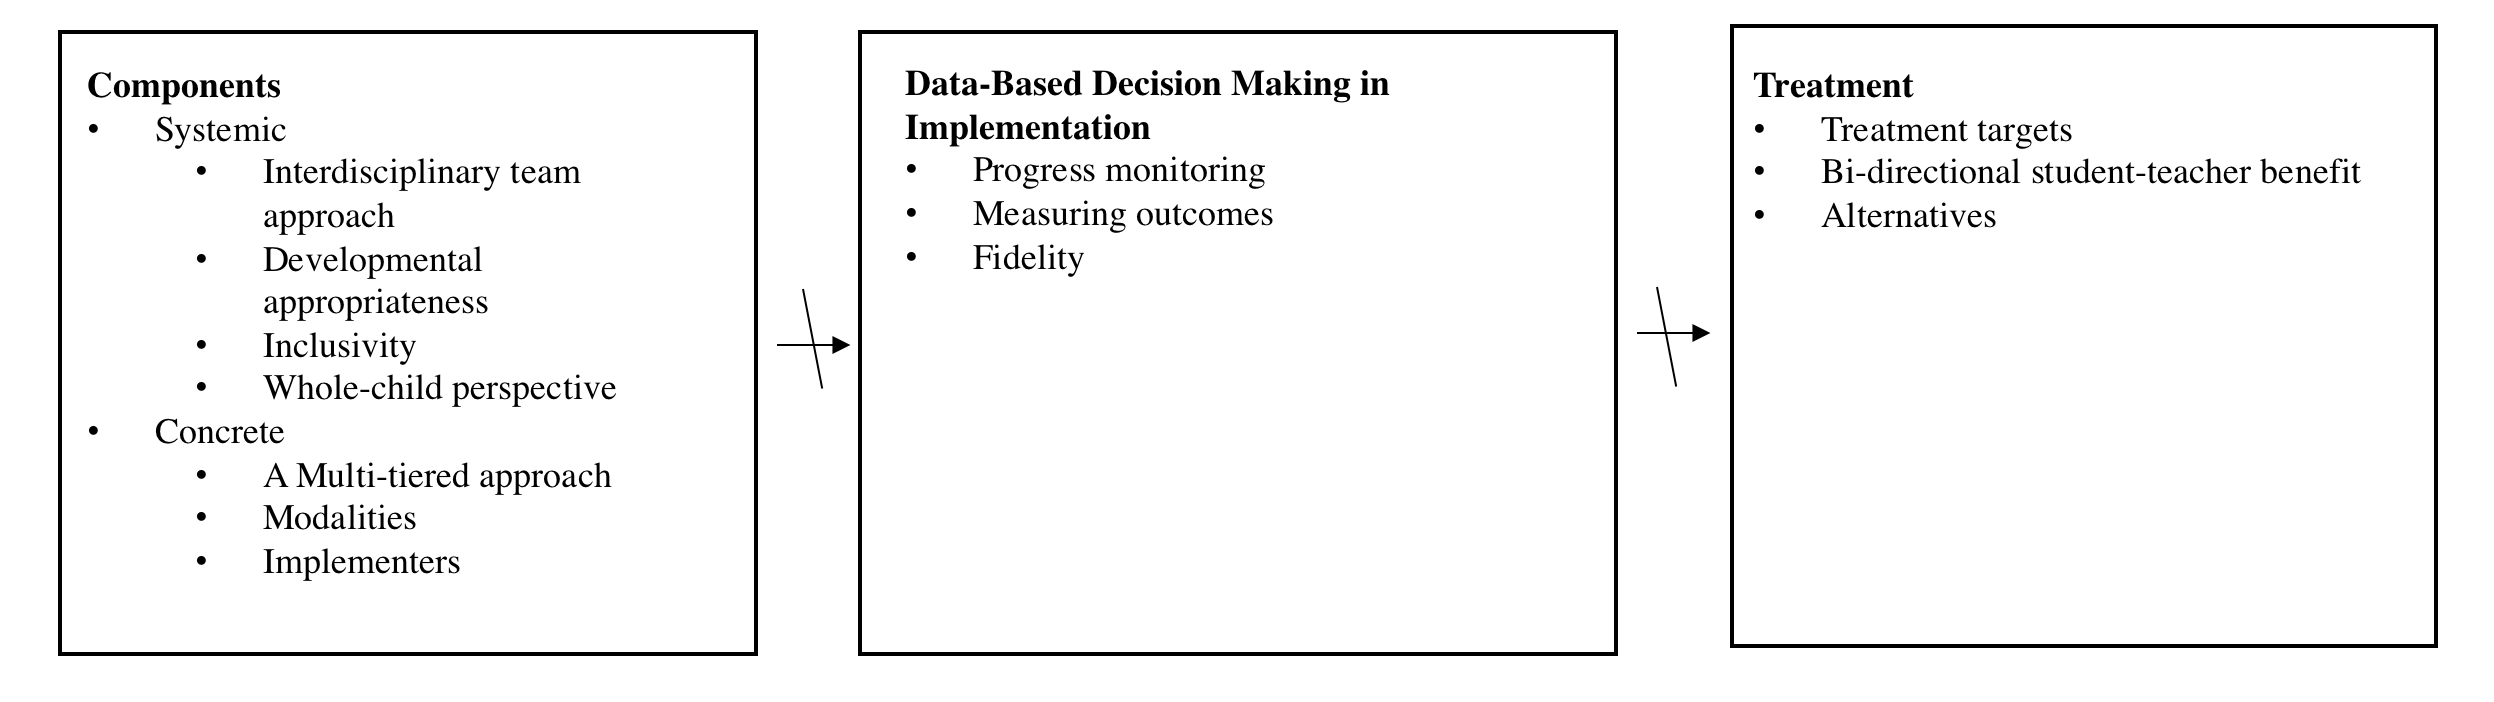 Components
• Systemic
• Interdisciplinary team
approach
• Developmental
appropriateness
• Inclusivity
• Whole-child perspective
• Concrete
• A Multi-tiered approach
• Modalities
• Implementers
Data-Based Decision Making in
Implementation
• Progress monitoring
• Measuring outcomes
• Fidelity
Treatment
• Treatment targets
• Bi-directional student-teacher benefit
• Alternatives